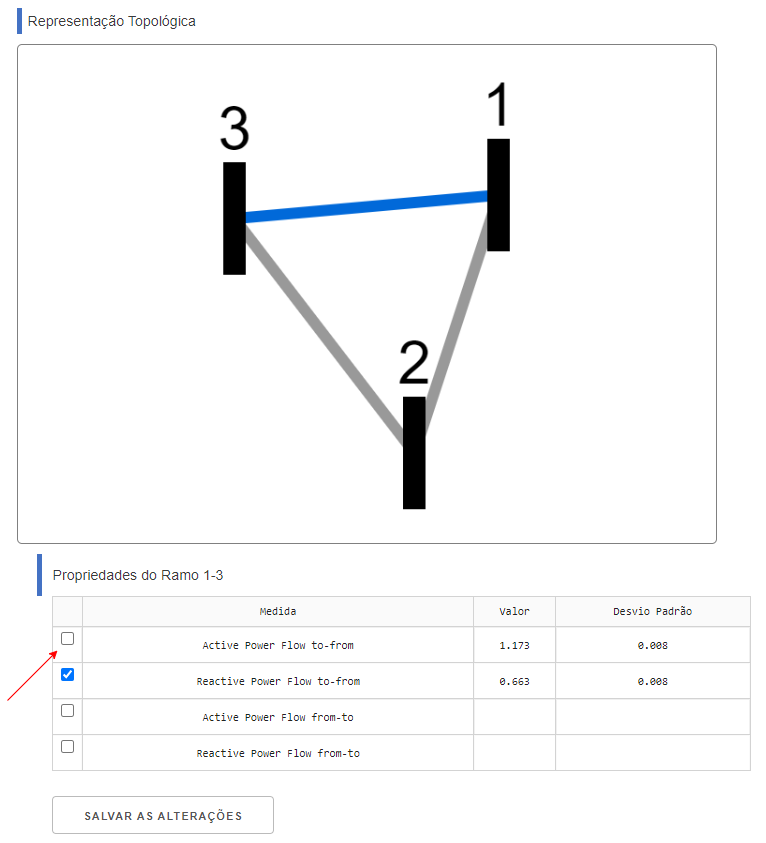 Representação Topológica
3
1
2
Propriedades do Ramo 1-3
Medida Valor Desvio Padrão
Active Power Flow to-from 1.173 0.008
Reactive Power Flow to-from 0.663 0.008
Active Power Flow from-to
Reactive Power Flow from-to
SALVAR AS ALTERAÇÕES